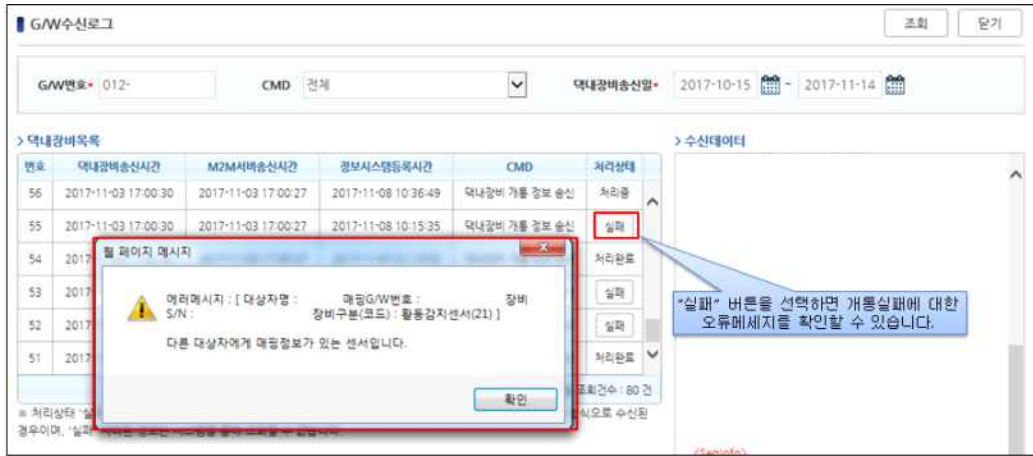 G/W수신로그
조회 닫기
G/W번호* 012- CMD 전체 댁내장비송신일* 2017-10-15 ~ 2017-11-14
> 댁내장비목록
> 수신데이터
번호 댁내장비송신시간 M2M서버송신시간 정보시스템등록시간 CMD 처리상태
56 2017-11-03 17:00:30 2017-11-03 17:00:27 2017-11-08 10:36:49 댁내장비 개통 정보 송신 처리중
55 2017-11-03 17:00:30 2017-11-03 17:00:27 2017-11-08 10:15:35 댁내장비 개통 정보 송신 실패
54 2017 처리완료
53 2017 실패
52 2017 실패
51 2017 처리완료
웹 페이지 메시지
에러메시지 : [ 대상자명 : 매핑G/W번호 : 장비
S/N : 장비구분(코드) : 활동감지센서(21) ]
다른 대상자에게 매핑정보가 있는 센서입니다.
확인
"실패" 버튼을 선택하면 개통실패에 대한
오류메세지를 확인할 수 있습니다.
조회건수 : 80 건
※ 처리상태 '실 식으로 수신된
경우이며, '실패'